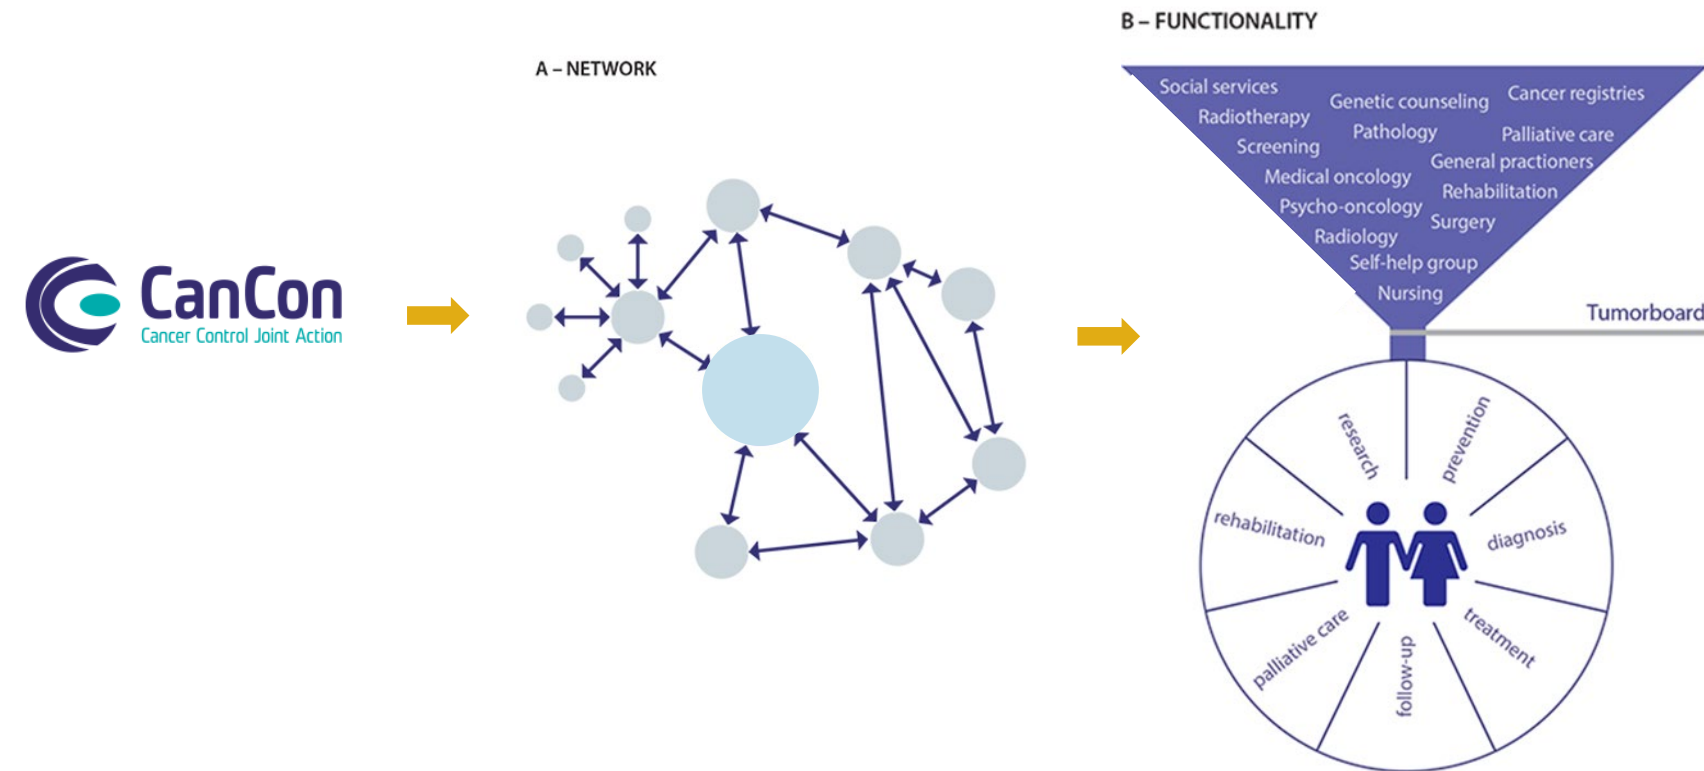 B – FUNCTIONALITY
A – NETWORK
Social services
Genetic counseling
Cancer registries
Radiotherapy
Pathology
Palliative care
Screening
General practioners
Medical oncology
Rehabilitation
Psycho-oncology
Surgery
Radiology
Self-help group
Nursing
CanCon
Cancer Control Joint Action
Tumorboard
research
prevention
rehabilitation
diagnosis
palliative care
treatment
follow-up